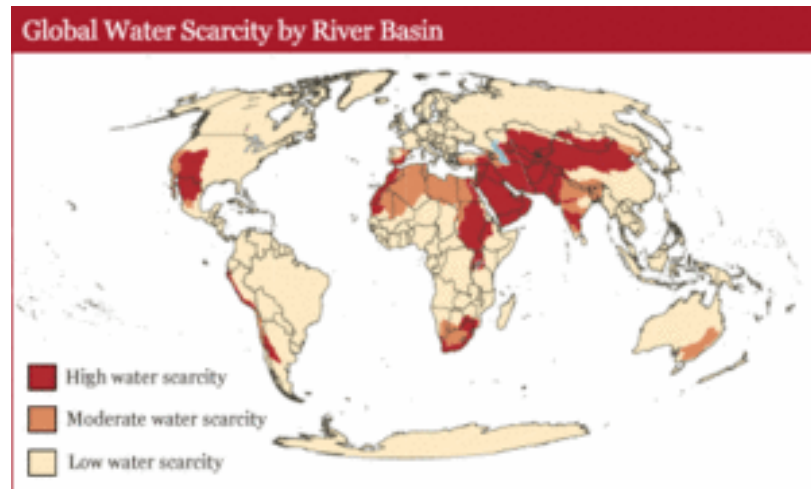 Global Water Scarcity by River Basin
High water scarcity
Moderate water scarcity
Low water scarcity